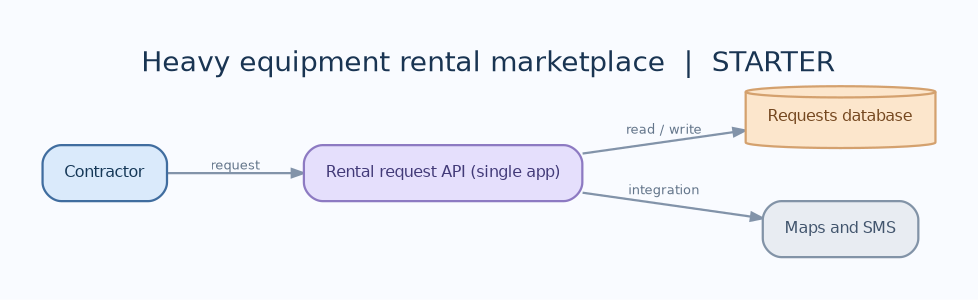 Heavy equipment rental marketplace | STARTER
Requests database
read / write
request
Contractor
Rental request API (single app)
integration
Maps and SMS